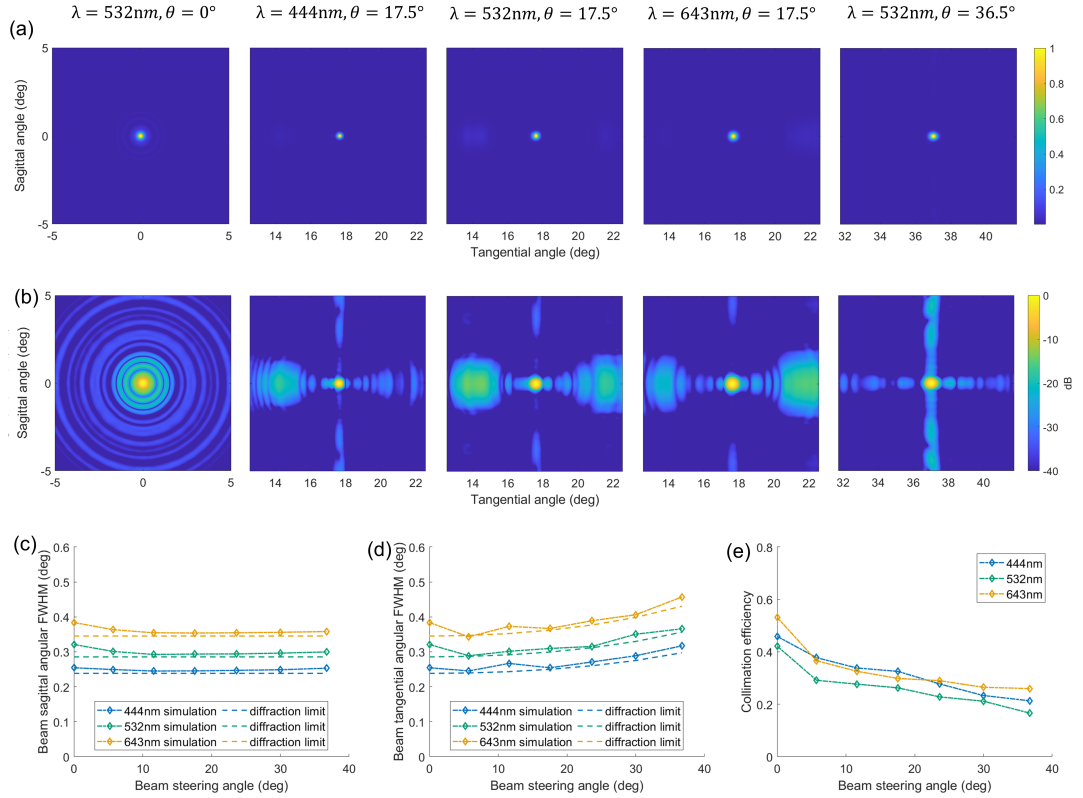 λ = 532nm, θ = 0° λ = 444nm, θ = 17.5° λ = 532nm, θ = 17.5° λ = 643nm, θ = 17.5° λ = 532nm, θ = 36.5°
(a)
5
0
-5
Sagittal angle (deg)
-5 0 5
14 16 18 20 22
14 16 18 20 22
14 16 18 20 22
32 34 36 38 40
Tangential angle (deg)
1
0.8
0.6
0.4
0.2
(b)
5
0
-5
Sagittal angle (deg)
-5 0 5
14 16 18 20 22
14 16 18 20 22
14 16 18 20 22
32 34 36 38 40
Tangential angle (deg)
0
-10
-20
-30
-40
dB
(c)
Beam sagittal angular FWHM (deg)
0.6
0.5
0.4
0.3
0.2
0.1
0
444nm simulation diffraction limit
532nm simulation diffraction limit
643nm simulation diffraction limit
0 10 20 30 40
Beam steering angle (deg)
(d)
Beam tangential angular FWHM (deg)
0.6
0.5
0.4
0.3
0.2
0.1
0
444nm simulation diffraction limit
532nm simulation diffraction limit
643nm simulation diffraction limit
0 10 20 30 40
Beam steering angle (deg)
(e)
Collimation efficiency
0.8
0.6
0.4
0.2
0
444nm
532nm
643nm
0 10 20 30 40
Beam steering angle (deg)